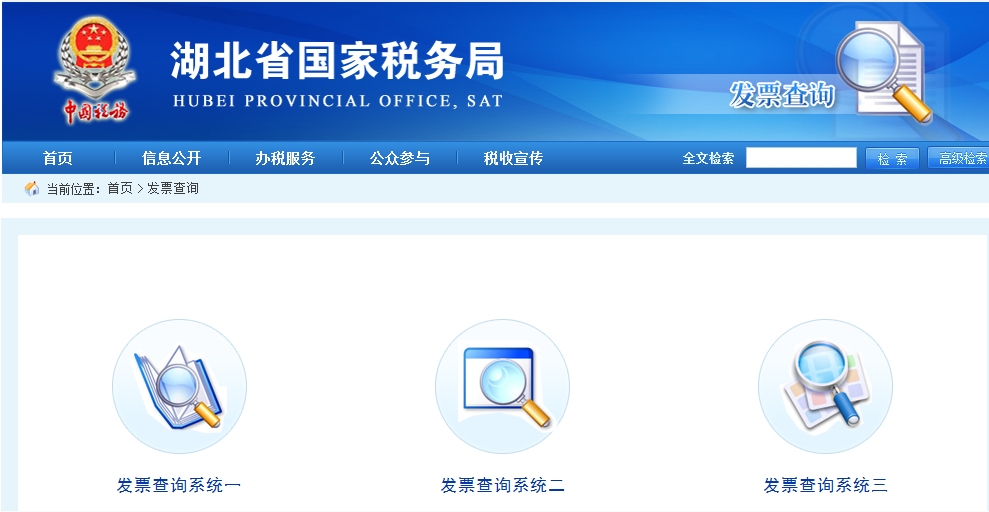 湖北省国家税务局
HUBEI PROVINCIAL OFFICE, SAT
中国税务
发票查询
首页 信息公开 办税服务 公众参与 税收宣传 全文检索 检 索 高级检索
当前位置：首页 > 发票查询
发票查询系统一 发票查询系统二 发票查询系统三